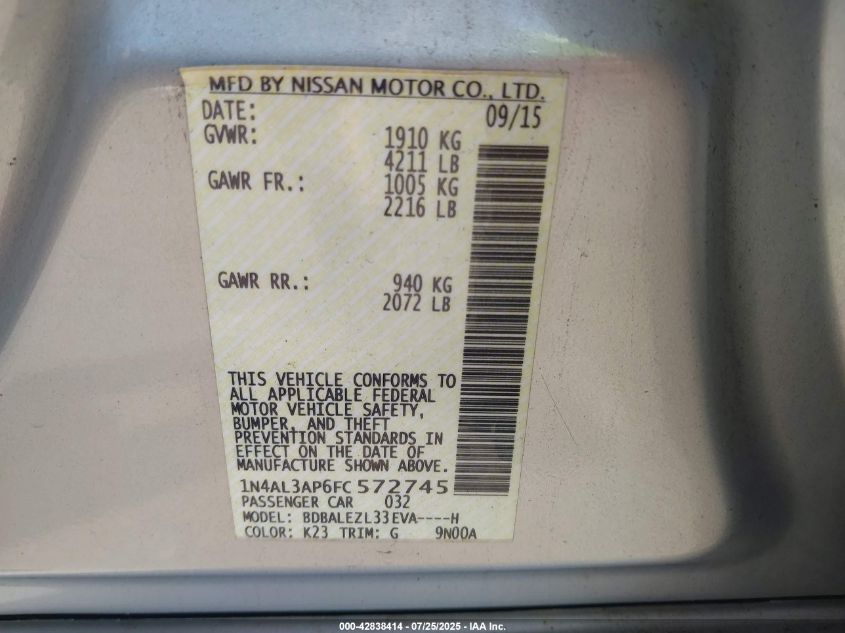 MFD BY NISSAN MOTOR CO., LTD.
DATE: 09/15
GVWR: 1910 KG
4211 LB
GAWR FR.: 1005 KG
2216 LB
GAWR RR.: 940 KG
2072 LB
THIS VEHICLE CONFORMS TO
ALL APPLICABLE FEDERAL
MOTOR VEHICLE SAFETY,
BUMPER, AND THEFT
PREVENTION STANDARDS IN
EFFECT ON THE DATE OF
MANUFACTURE SHOWN ABOVE.
1N4AL3AP6FC572745
PASSENGER CAR 032
MODEL: BDBALEZL33EVA----H
COLOR: K23 TRIM: G 9N00A
000-42838414 - 07/25/2025 - IAA Inc.